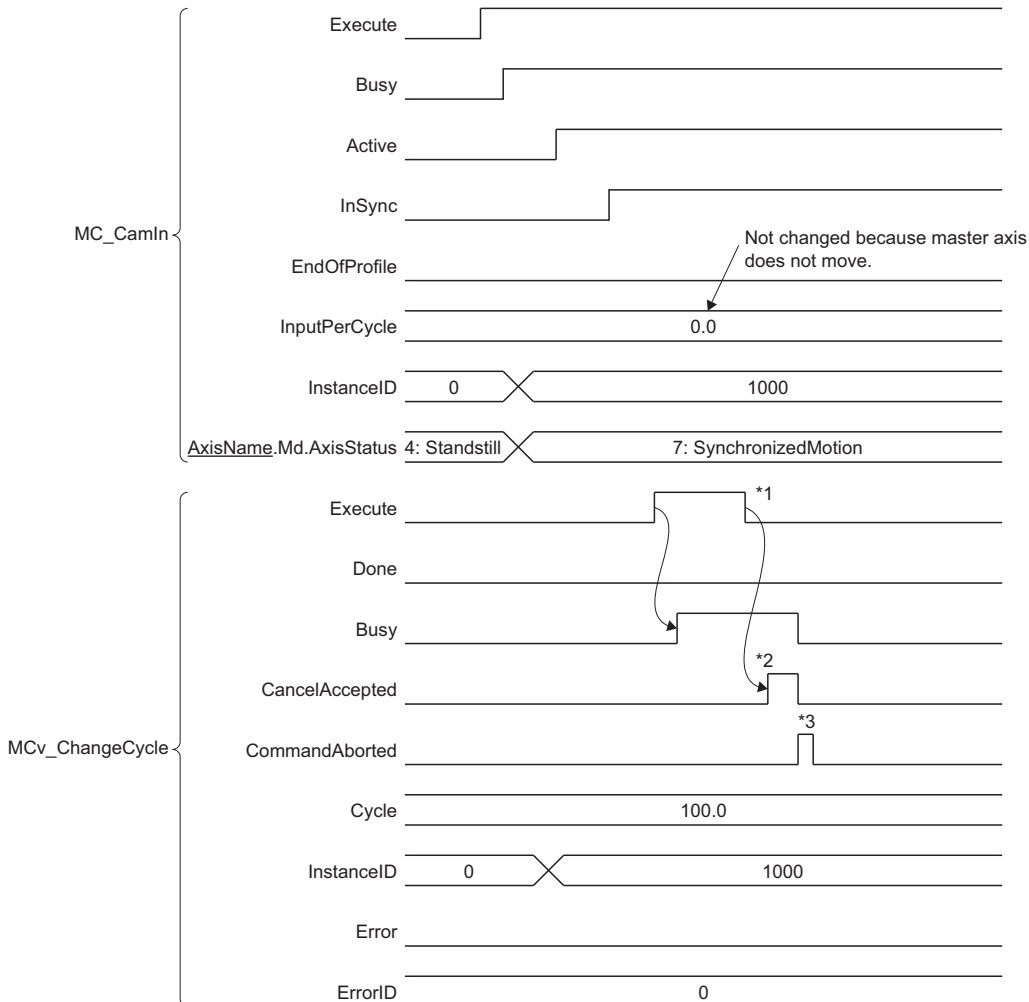 Execute
Busy
Active
InSync
MC_CamIn
Not changed because master axis
does not move.
EndOfProfile
InputPerCycle
0.0
InstanceID
0
1000
AxisName.Md.AxisStatus
4: Standstill
7: SynchronizedMotion
Execute
*1
Done
Busy
*2
CancelAccepted
*3
MCv_ChangeCycle
CommandAborted
Cycle
100.0
InstanceID
0
1000
Error
ErrorID
0